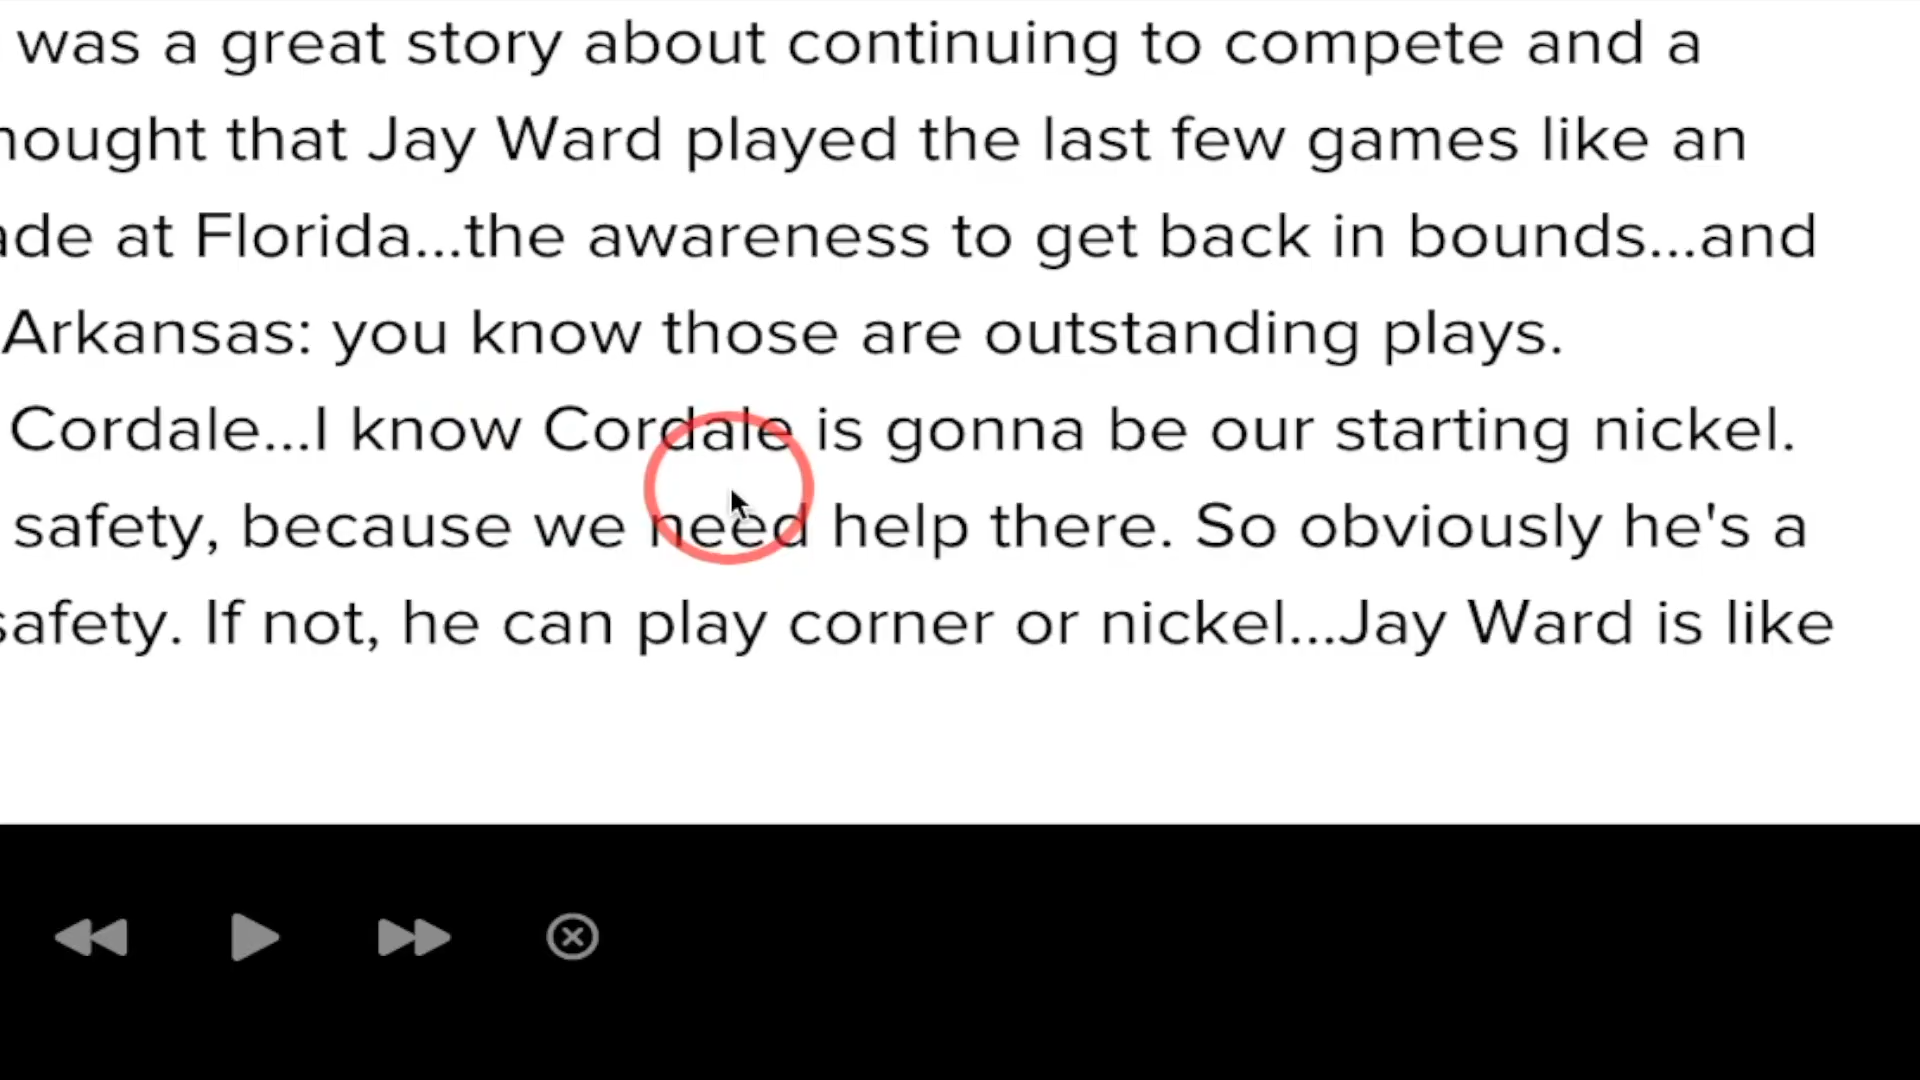 was a great story about continuing to compete and a
that Jay Ward played the last few games like an
at Florida...the awareness to get back in bounds...and
Arkansas: you know those are outstanding plays.
Cordale...I know Cordale is gonna be our starting nickel.
safety, because we need help there. So obviously he's a
safety. If not, he can play corner or nickel...Jay Ward is like